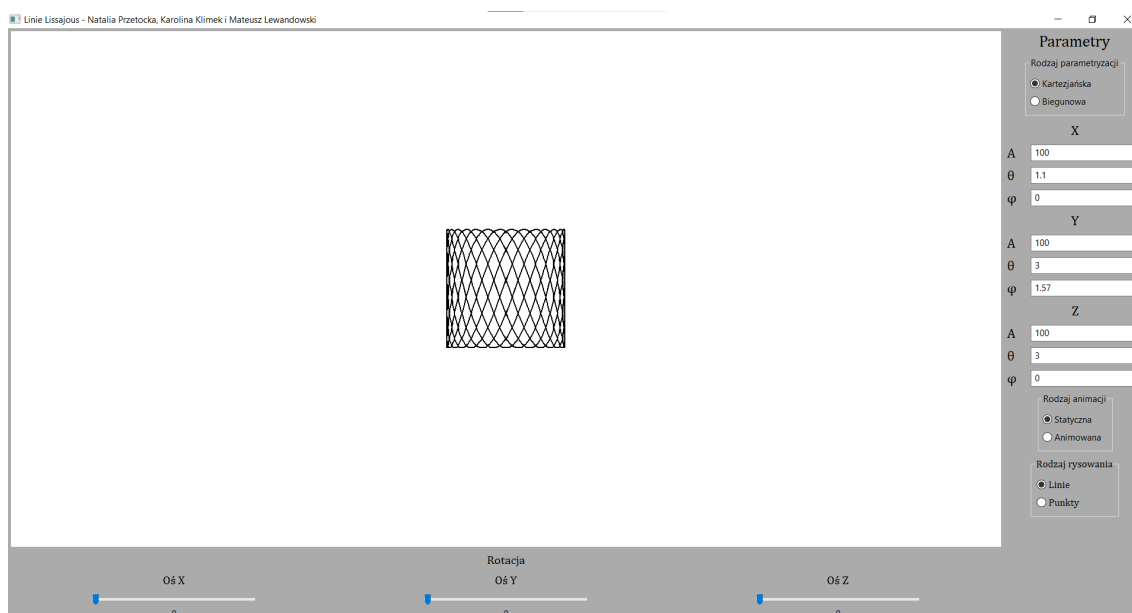 Linie Lissajous - Natalia Przetocka, Karolina Klimek i Mateusz Lewandowski
Parametry
Rodzaj parametryzacji
Kartezjańska
Biegunowa
X
A 100
θ 1.1
φ 0
Y
A 100
θ 3
φ 1.57
Z
A 100
θ 3
φ 0
Rodzaj animacji
Statyczna
Animowana
Rodzaj rysowania
Linie
Punkty
Rotacja
Oś X Oś Y Oś Z